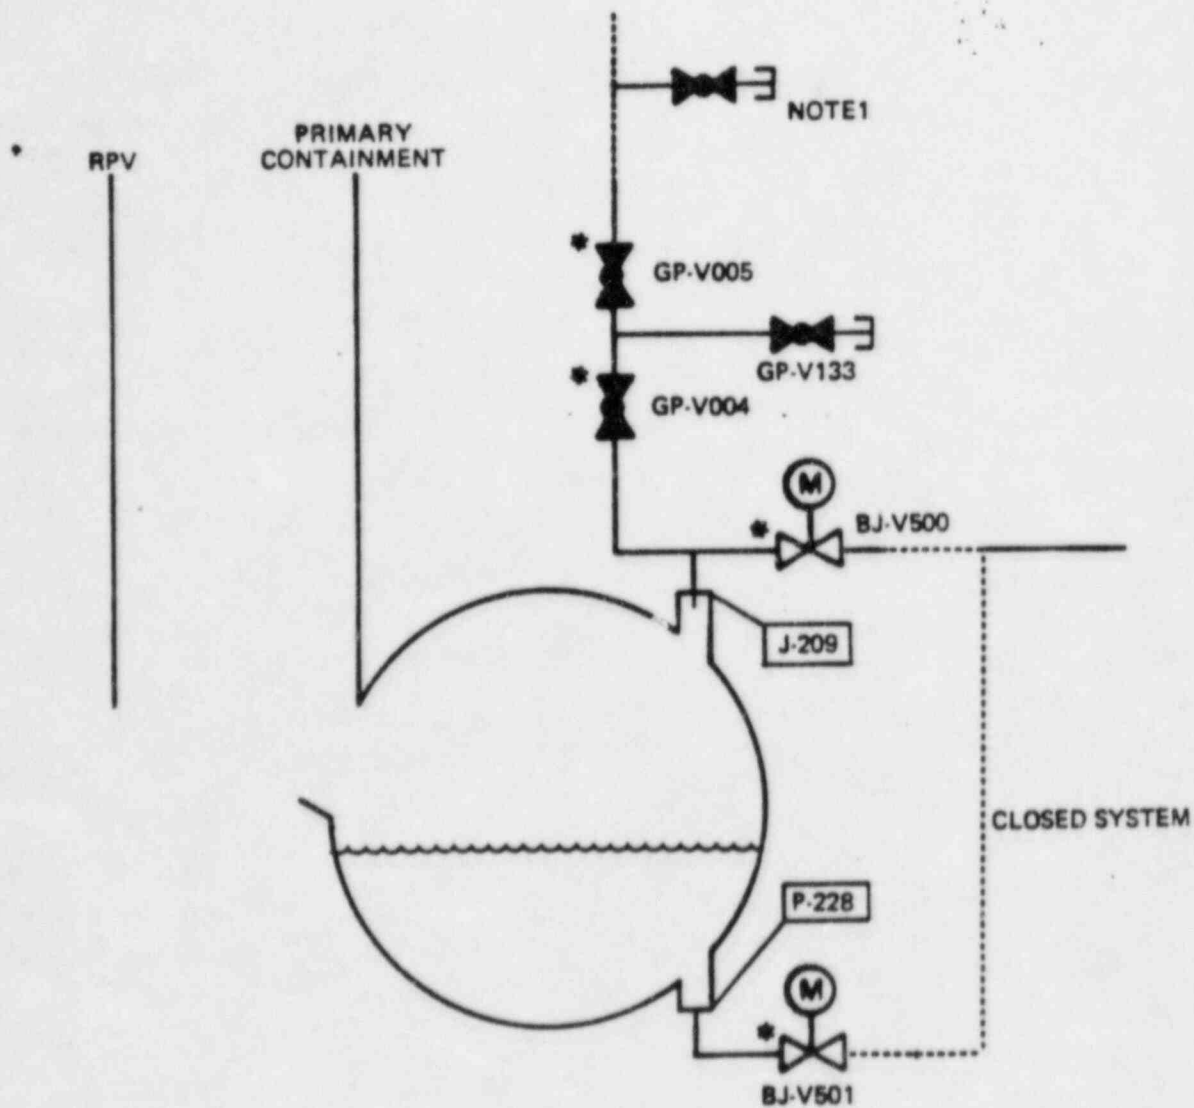 NOTE1
RPV
PRIMARY
CONTAINMENT
* GP-V005
GP-V133
* GP-V004
M
* BJ-V500
J-209
CLOSED SYSTEM
P-228
M
*
BJ-V501